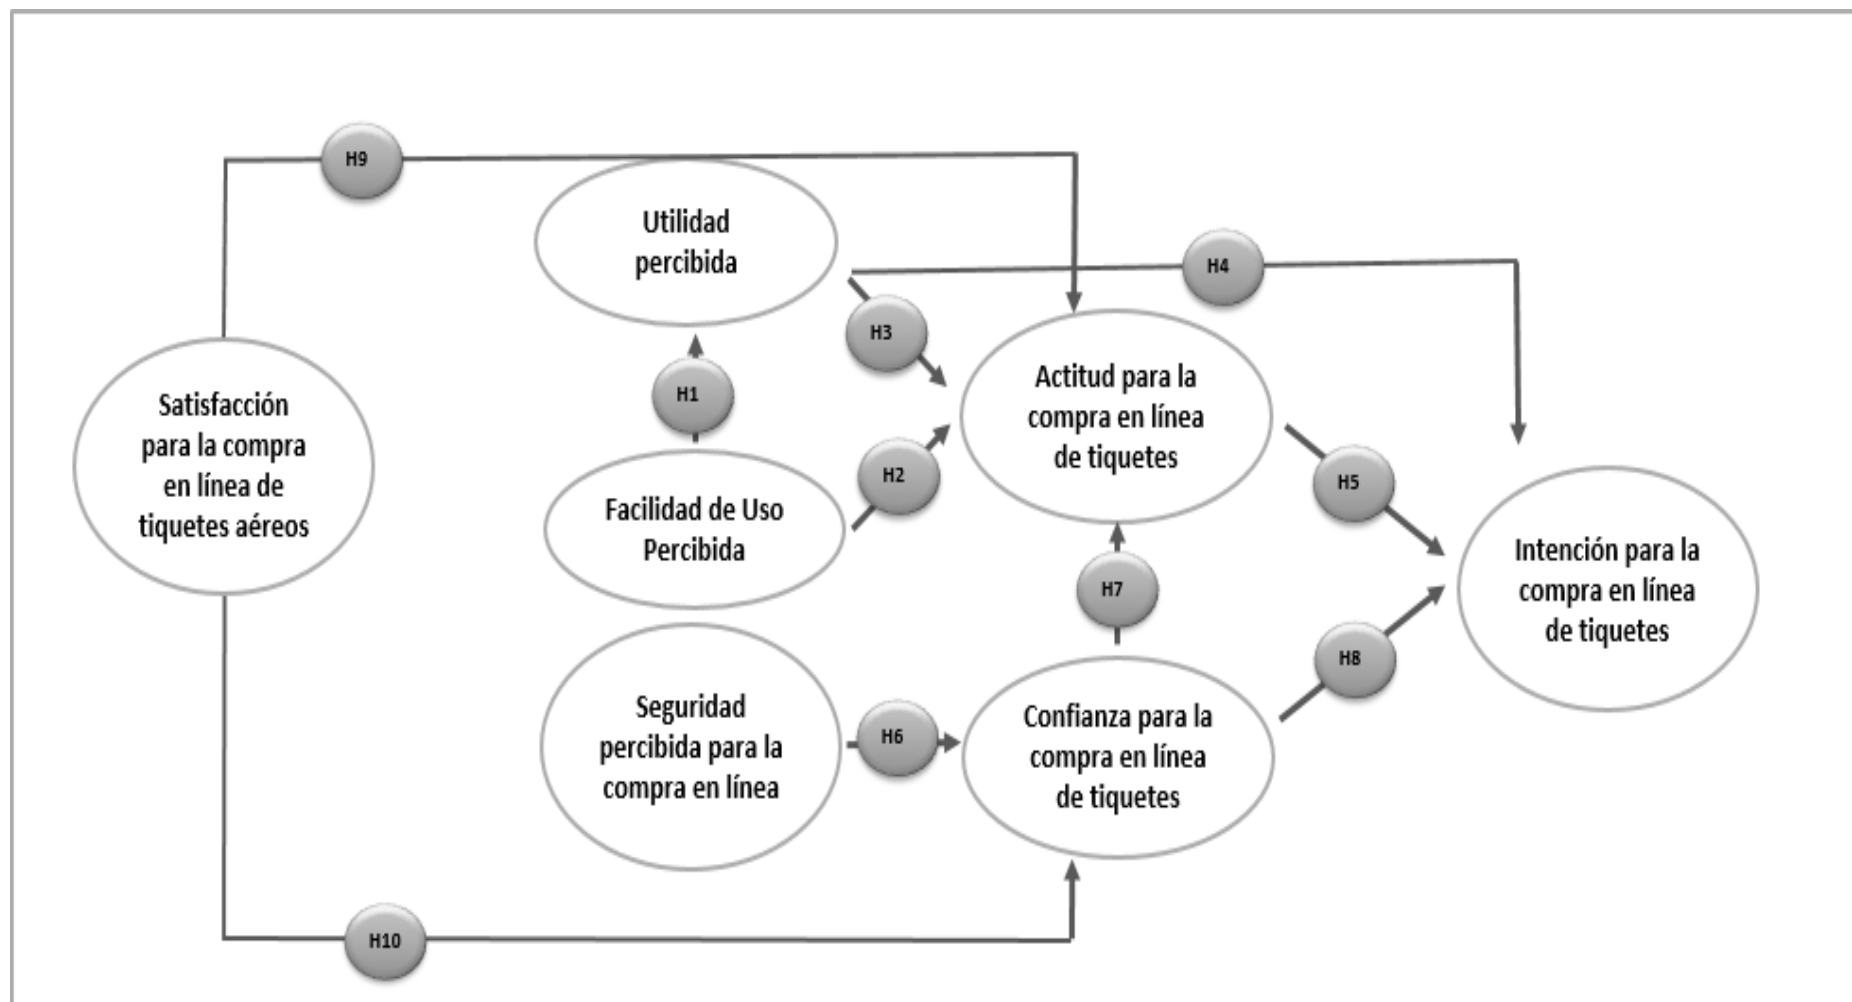 H9
Utilidad
percibida
H4
H3
Actitud para la
compra en línea
de tiquetes
H1
Satisfacción
para la compra
en línea de
tiquetes aéreos
H2
H5
Facilidad de Uso
Percibida
Intención para la
compra en línea
de tiquetes
H7
H8
Seguridad
percibida para la
compra en línea
H6
Confianza para la
compra en línea
de tiquetes
H10